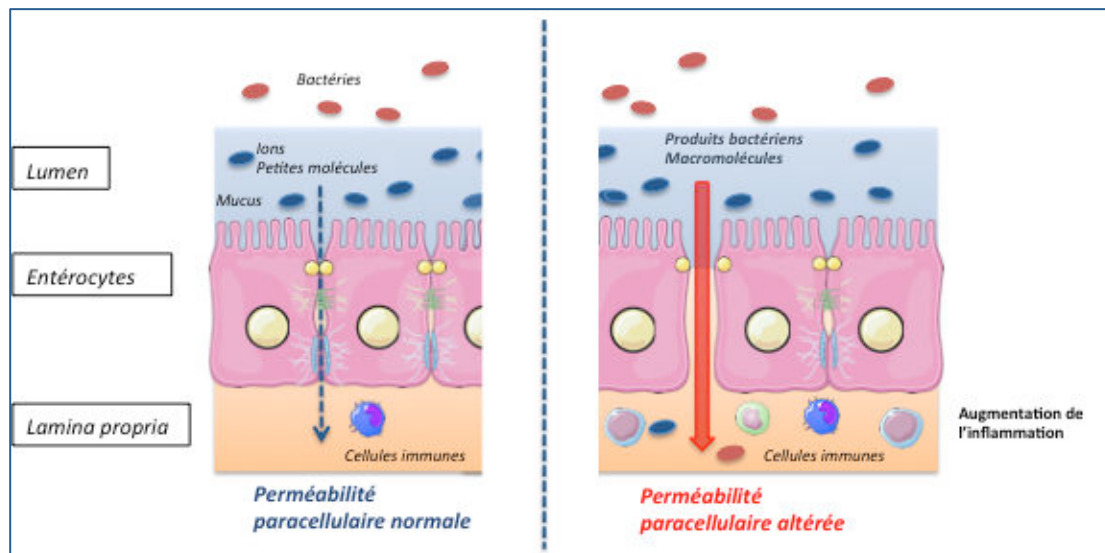 Bactéries
Ions
Petites molécules
Mucus
Lumen
Entérocytes
Lamina propria
Cellules immunes
Perméabilité
paracellulaire normale
Produits bactériens
Macromolécules
Cellules immunes
Augmentation de
l'inflammation
Perméabilité
paracellulaire altérée